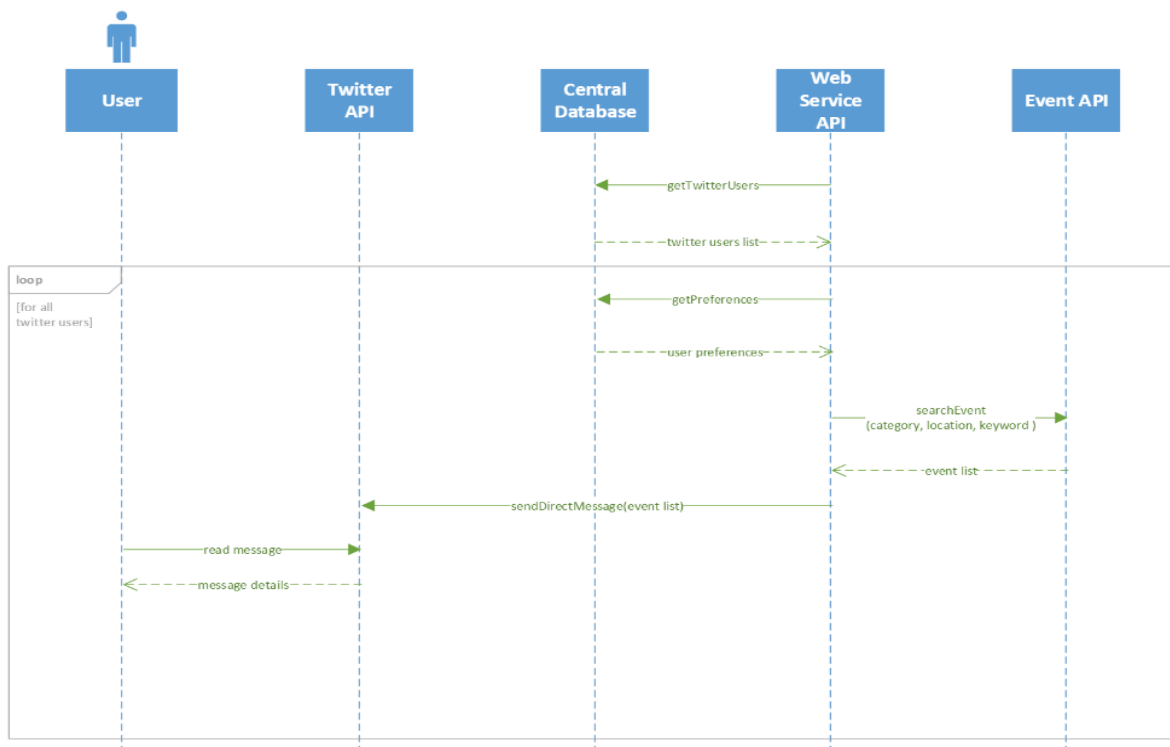 User
Twitter
API
Central
Database
Web
Service
API
Event API
getTwitterUsers
twitter users list
loop
[for all
twitter users]
getPreferences
user preferences
searchEvent
(category, location, keyword )
event list
sendDirectMessage(event list)
read message
message details